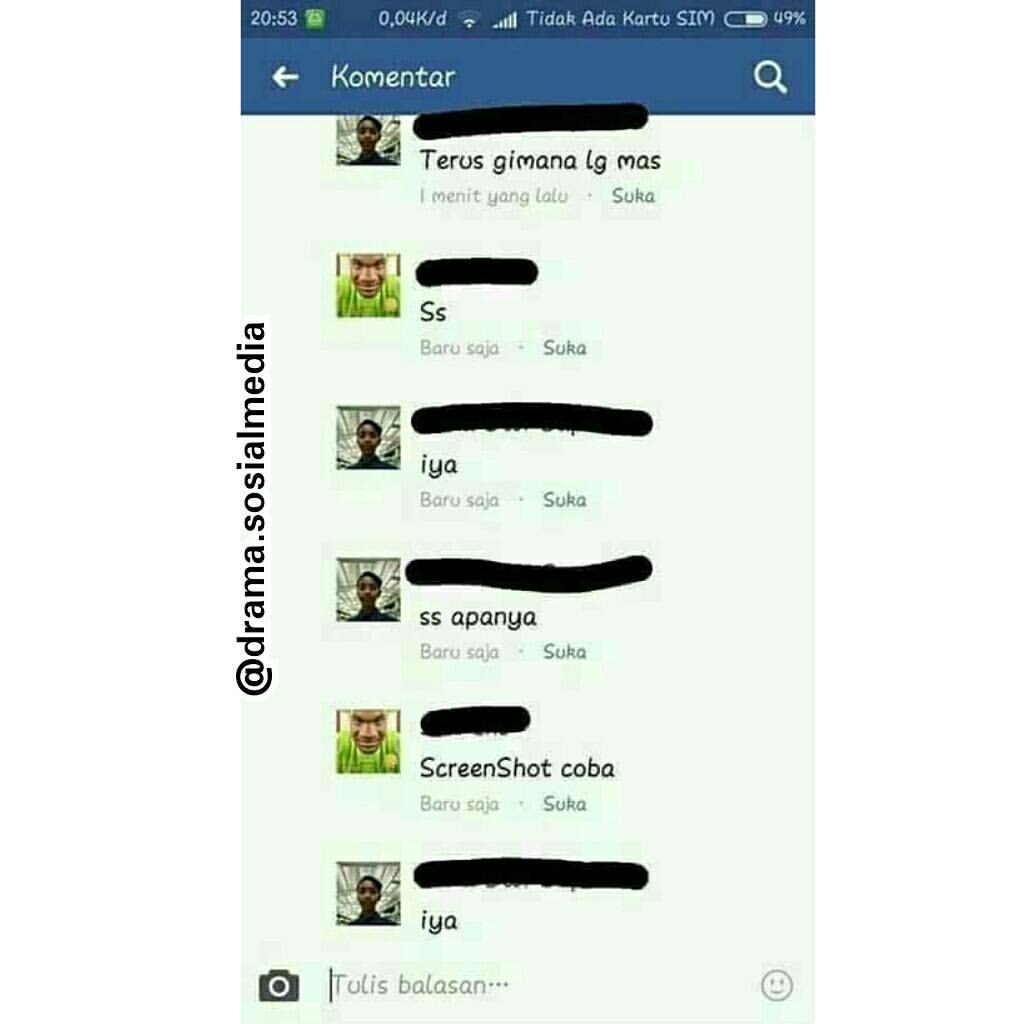 20:53 0,04K/d Tidak Ada Kartu SIM 49%
Komentar
Terus gimana lg mas
1 menit yang lalu · Suka
Ss
Baru saja · Suka
iya
Baru saja · Suka
ss apanya
Baru saja · Suka
ScreenShot coba
Baru saja · Suka
iya
Tulis balasan...
@drama.sosialmedia